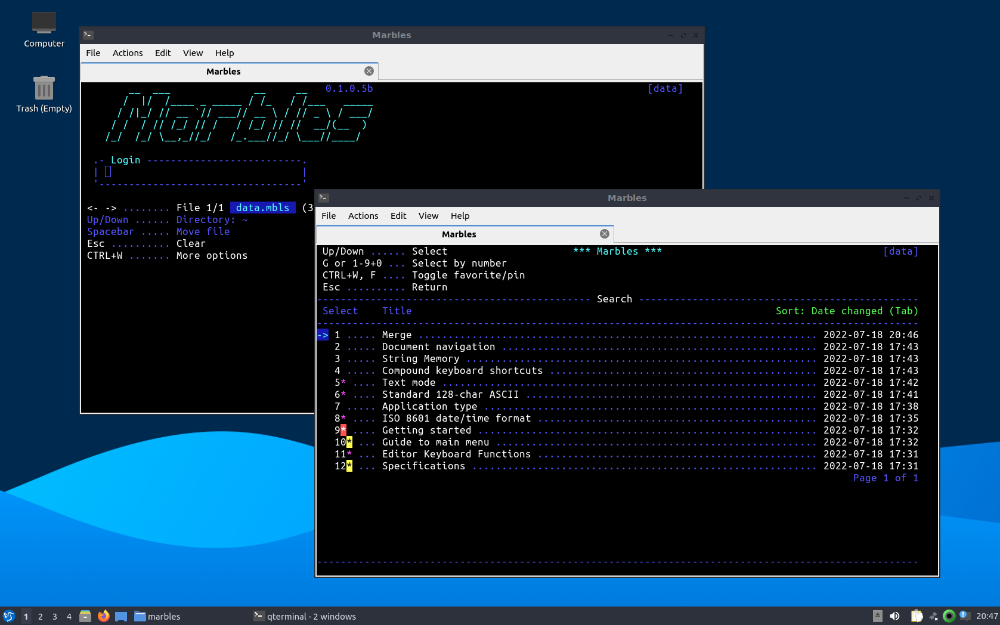 Computer
Trash (Empty)
Marbles
File Actions Edit View Help
Marbles
Marbles 0.1.0.5b [data]
Login
<- -> ........ File 1/1 data.mbls (3
Up/Down ...... Directory: ~
Spacebar ..... Move file
Esc .......... Clear
CTRL+W ....... More options
Marbles
File Actions Edit View Help
Marbles
Up/Down ...... Select *** Marbles *** [data]
G or 1-9+0 ... Select by number
CTRL+W, F .... Toggle favorite/pin
Esc .......... Return
Search
Select Title Sort: Date changed (Tab)
-> 1 ..... Merge ..... 2022-07-18 20:46
2 ..... Document navigation ..... 2022-07-18 17:43
3 ..... String Memory ..... 2022-07-18 17:43
4 ..... Compound keyboard shortcuts ..... 2022-07-18 17:43
5* .... Text mode ..... 2022-07-18 17:42
6* .... Standard 128-char ASCII ..... 2022-07-18 17:41
7 ..... Application type ..... 2022-07-18 17:38
8* .... ISO 8601 date/time format ..... 2022-07-18 17:35
9* .... Getting started ..... 2022-07-18 17:32
10* ... Guide to main menu ..... 2022-07-18 17:32
11* ... Editor Keyboard Functions ..... 2022-07-18 17:31
12* ... Specifications ..... 2022-07-18 17:31
Page 1 of 1
1 2 3 4 marbles qterminal - 2 windows 20:47